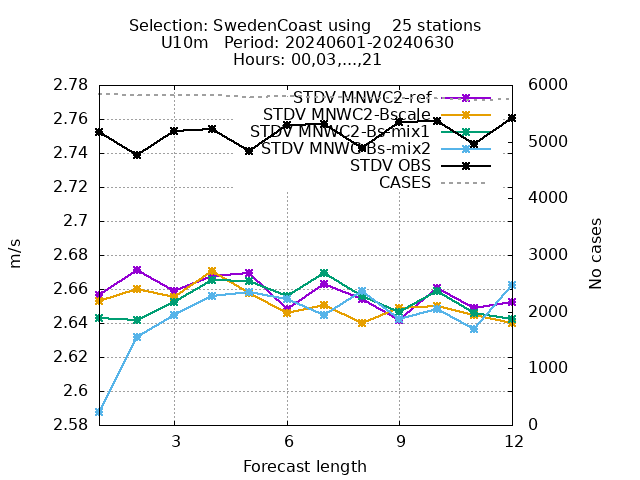 Selection: SwedenCoast using    25 stations
U10m   Period: 20240601-20240630
Hours: 00,03,...,21
STDV MNWC2-ref
STDV MNWC2-Bscale
STDV MNWC2-Bs-mix1
STDV MNWC-Bs-mix2
STDV OBS
CASES
2.78
2.76
2.74
2.72
2.7
2.68
2.66
2.64
2.62
2.6
2.58
m/s
6000
5000
4000
3000
2000
1000
0
No cases
3 6 9 12
Forecast length